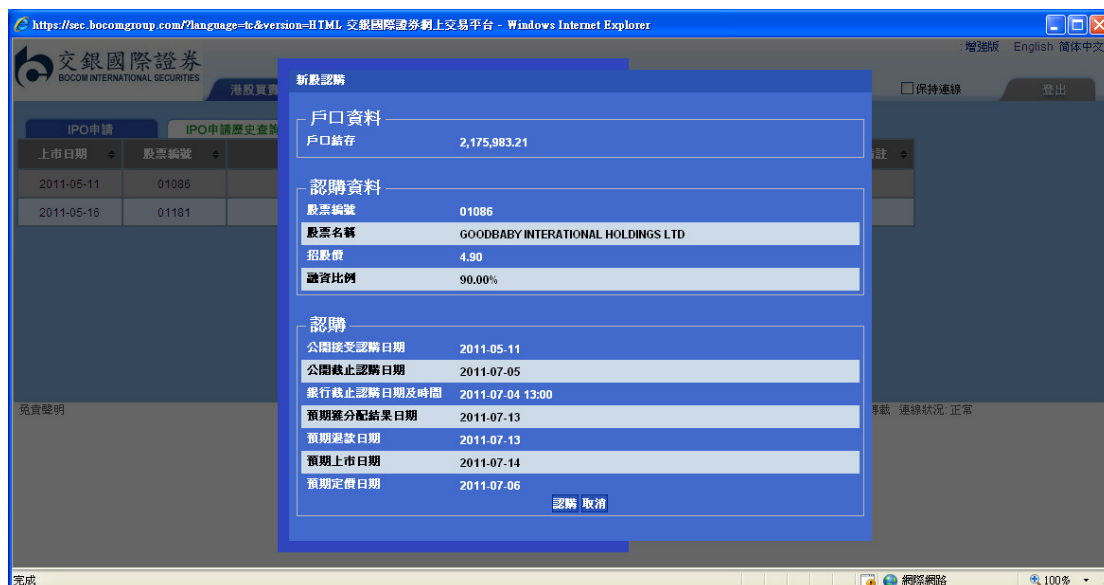 https://sec.bocomgroup.com/?language=tc&version=HTML 交銀國際證券網上交易平台 - Windows Internet Explorer
交銀國際證券
BOCOM INTERNATIONAL SECURITIES
增強版 English 简体中文
港股買賣
保持連線
登出
IPO申請 IPO申請歷史查詢
上市日期 股票編號 註
2011-05-11 01086
2011-05-16 01181
新股認購
戶口資料
戶口結存 2,175,983.21
認購資料
股票編號 01086
股票名稱 GOODBABY INTERATIONAL HOLDINGS LTD
招股價 4.90
融資比例 90.00%
認購
公開接受認購日期 2011-05-11
公開截止認購日期 2011-07-05
銀行截止認購日期及時間 2011-07-04 13:00
預期獲分配結果日期 2011-07-13
預期退款日期 2011-07-13
預期上市日期 2011-07-14
預期定價日期 2011-07-06
認購 取消
免責聲明
連線狀況: 正常
完成
網際網路
100%